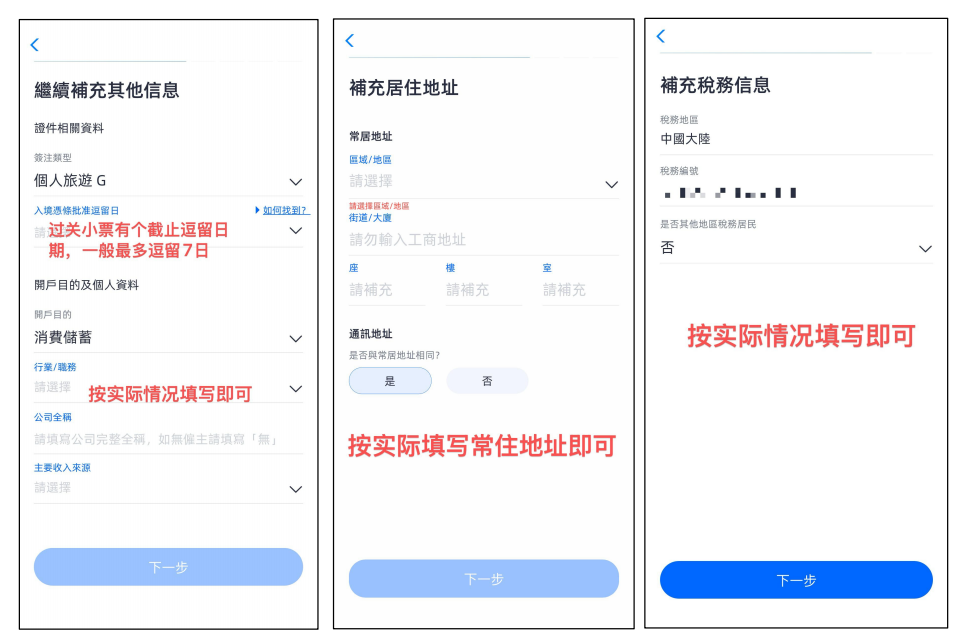 繼續補充其他信息
證件相關資料
簽注類型
個人旅遊 G
入境憑條批准逗留日
如何找到?
过关小票有个截止逗留日
期，一般最多逗留7日
開戶目的及個人資料
開戶目的
消費儲蓄
行業/職務
請選擇
按实际情况填写即可
公司全稱
請填寫公司完整全稱，如無僱主請填寫「無」
主要收入來源
請選擇
下一步
補充居住地址
常居地址
區域/地區
請選擇
請選擇區域/地區
街道/大廈
請勿輸入工商地址
座 樓 室
請補充 請補充 請補充
通訊地址
是否與常居地址相同?
是 否
按实际填写常住地址即可
下一步
補充稅務信息
稅務地區
中國大陸
稅務編號
是否其他地區稅務居民
否
按实际情况填写即可
下一步